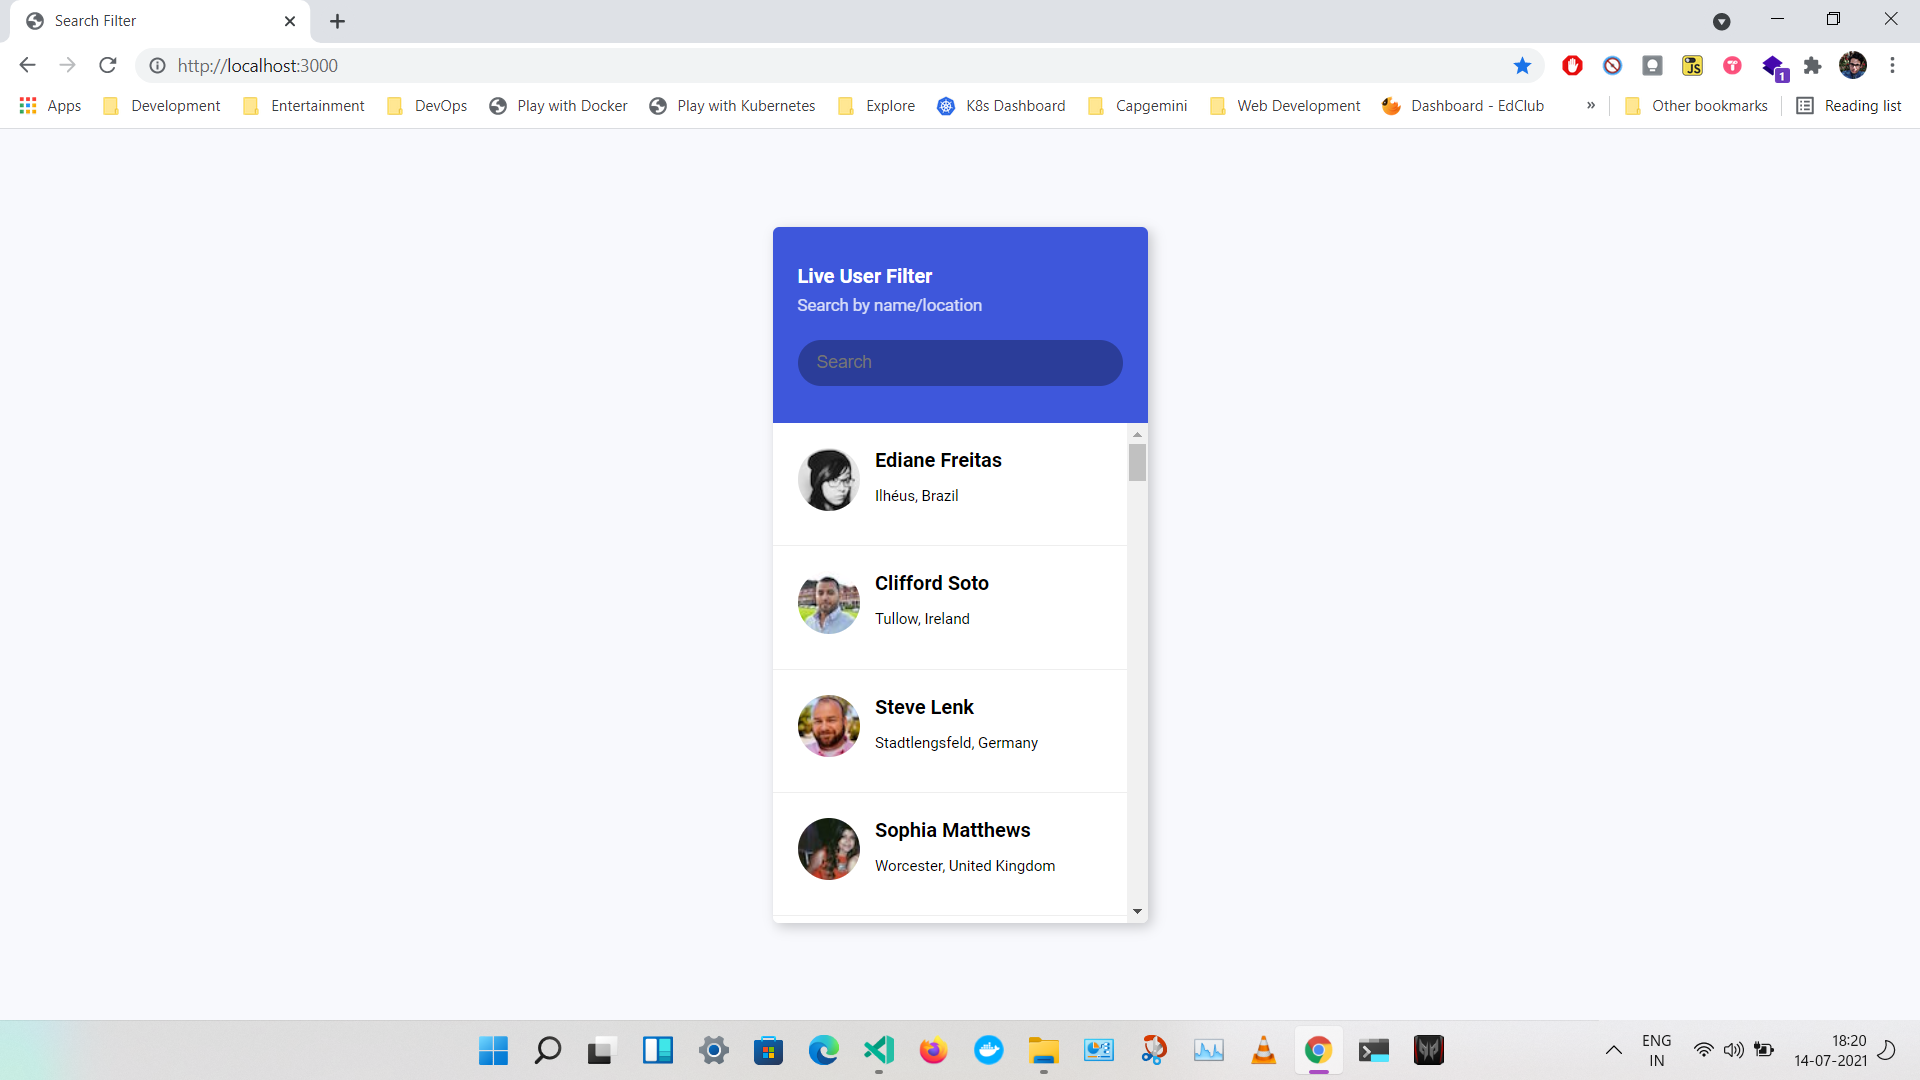 Search Filter
http://localhost:3000
JS
1
Apps
Development
Entertainment
DevOps
Play with Docker
Play with Kubernetes
Explore
K8s Dashboard
Capgemini
Web Development
Dashboard - EdClub
»
Other bookmarks
Reading list
Live User Filter
Search by name/location
Search
Ediane Freitas
Ilhéus, Brazil
Clifford Soto
Tullow, Ireland
Steve Lenk
Stadtlengsfeld, Germany
Sophia Matthews
Worcester, United Kingdom
ENG
IN
18:20
14-07-2021